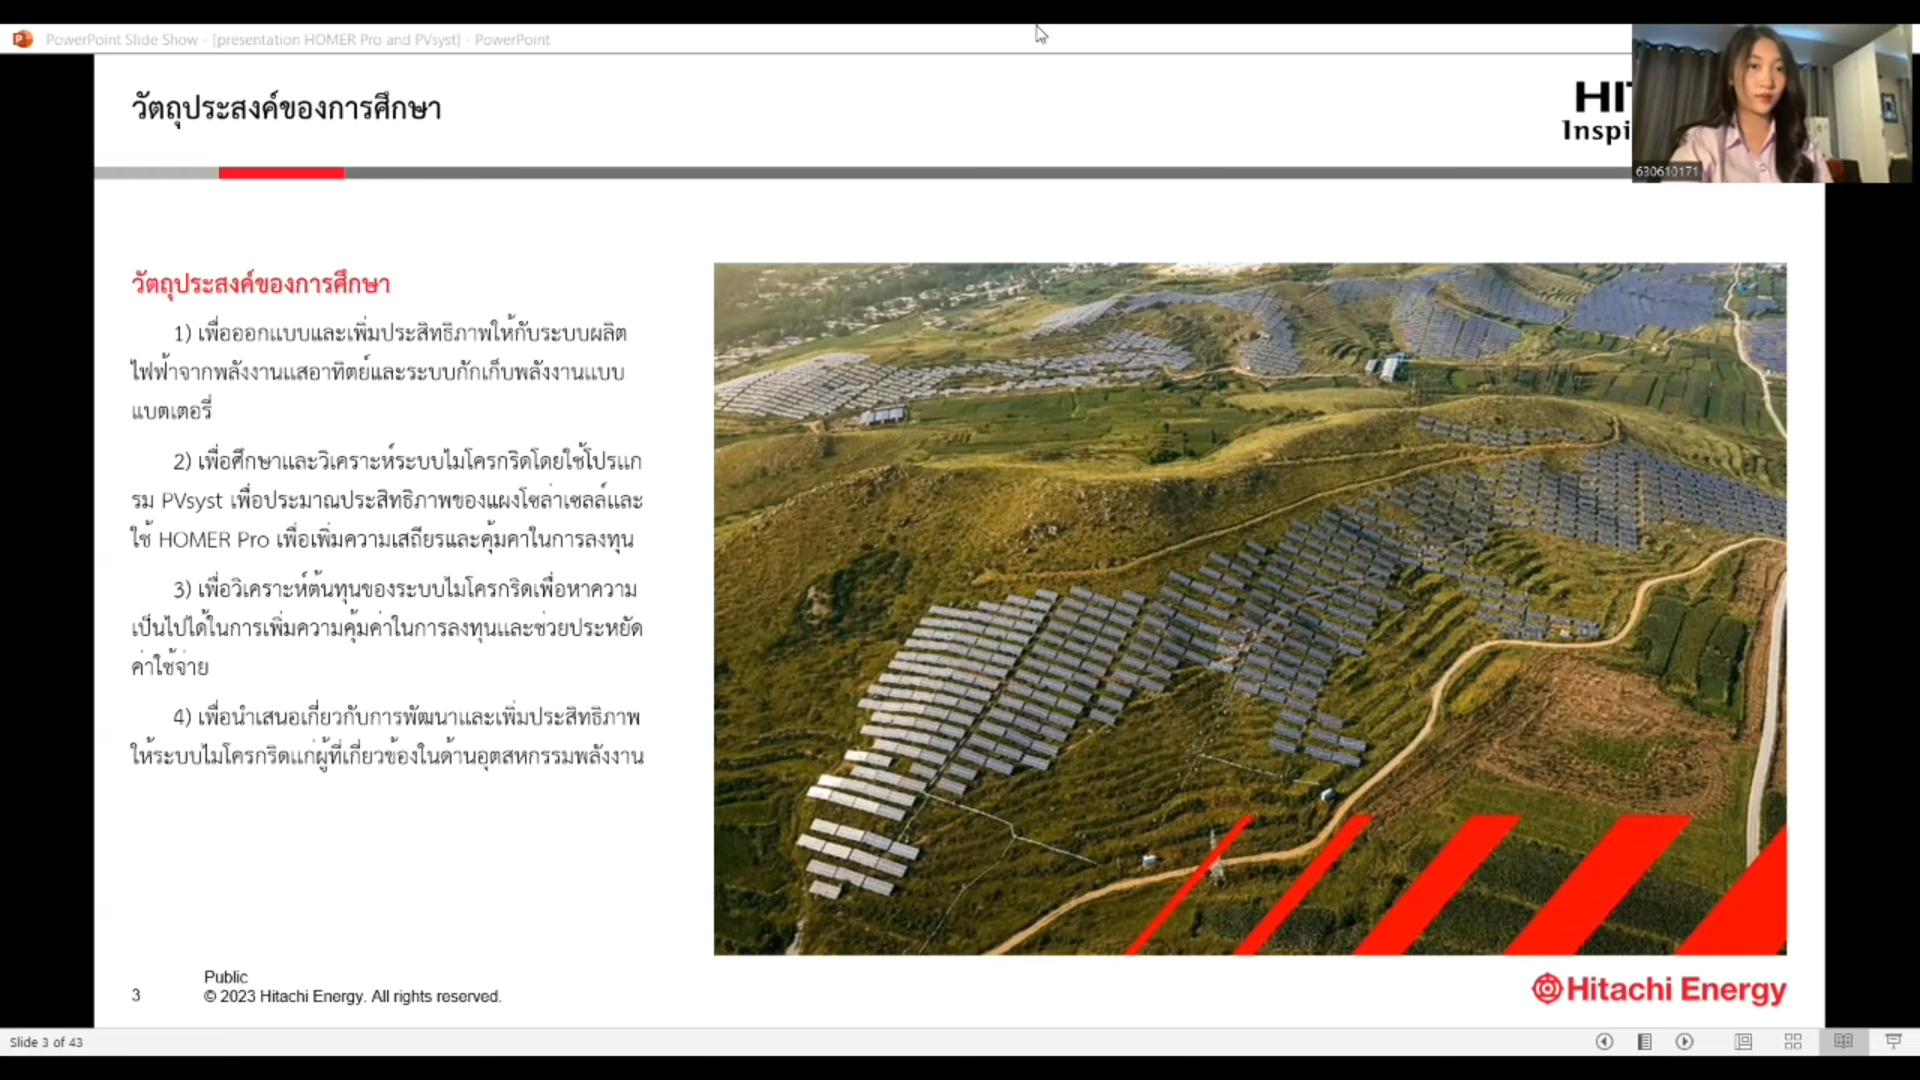 PowerPoint Slide Show - [presentation HOMER Pro and PVsyst] - PowerPoint
วัตถุประสงค์ของการศึกษา
HIT
Inspi
630610171
วัตถุประสงค์ของการศึกษา
1) เพื่อออกแบบและเพิ่มประสิทธิภาพให้กับระบบผลิต
ไฟฟ้าจากพลังงานแสอาทิตย์และระบบกักเก็บพลังงานแบบ
แบตเตอรี่
2) เพื่อศึกษาและวิเคราะห์ระบบไมโครกริดโดยใช้โปรแก
รม PVsyst เพื่อประมาณประสิทธิภาพของแผงโซล่าเซลล์และ
ใช้ HOMER Pro เพื่อเพิ่มความเสถียรและคุ้มคาในการลงทุน
3) เพื่อวิเคราะห์ต้นทุนของระบบไมโครกริดเพื่อหาความ
เป็นไปได้ในการเพิ่มความคุ้มค่าในการลงทุนและช่วยประหยัด
ค่าใช้จ่าย
4) เพื่อนำเสนอเกี่ยวกับการพัฒนาและเพิ่มประสิทธิภาพ
ให้ระบบไมโครกริดแก่ผู้ที่เกี่ยวข้องในด้านอุตสหกรรมพลังงาน
3
Public
© 2023 Hitachi Energy. All rights reserved.
Hitachi Energy
Slide 3 of 43